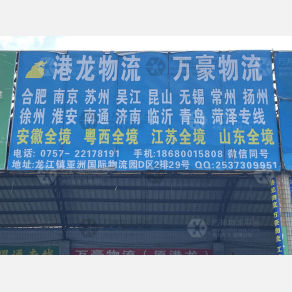 港龙物流 万豪物流
合肥 南京 苏州 吴江 昆山 无锡 常州 扬州
徐州 淮安 南通 济南 临沂 青岛 菏泽专线
安徽全境 粤西全境 江苏全境 山东全境
电话: 0757- 22178191 手机:18680015808 微信同号
地址:龙江镇亚洲国际物流园D区2排29号 QQ:2537309951
万豪物流(原港龙)